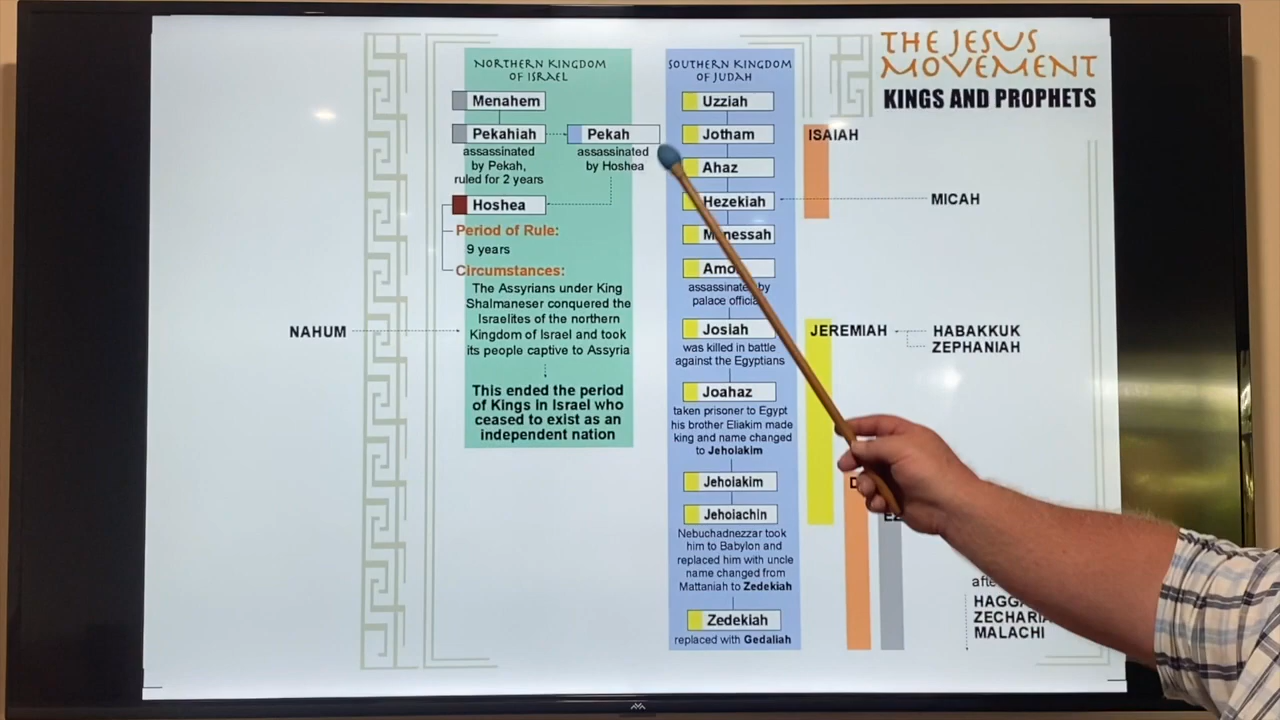 THE JESUS
MOVEMENT
KINGS AND PROPHETS
NORTHERN KINGDOM
OF ISRAEL
Menahem
Pekahiah
assassinated
by Pekah,
ruled for 2 years
Pekah
assassinated
by Hoshea
Hoshea
Period of Rule:
9 years
Circumstances:
The Assyrians under King
Shalmaneser conquered the
Israelites of the northern
Kingdom of Israel and took
its people captive to Assyria
This ended the period
of Kings in Israel who
ceased to exist as an
independent nation
NAHUM
SOUTHERN KINGDOM
OF JUDAH
Uzziah
Jotham
Ahaz
Hezekiah
assassinated by
palace
Josiah
was killed in battle
against the Egyptians
Joahaz
taken prisoner to Egypt
his brother Eliakim made
king and name changed
to Jehoiakim
Jehoiakim
Jehoiachin
Nebuchadnezzar took
him to Babylon and
replaced him with uncle
name changed from
Mattaniah to Zedekiah
Zedekiah
replaced with Gedaliah
ISAIAH
MICAH
JEREMIAH
HABAKKUK
ZEPHANIAH
MALACHI